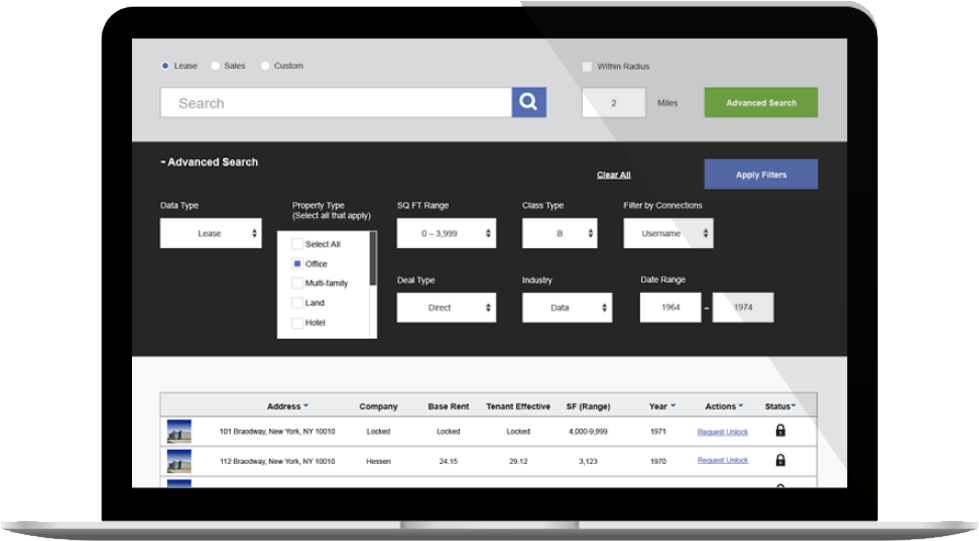 Lease Sales Custom Within Radius
Search 2 Miles Advanced Search
- Advanced Search
Clear All Apply Filters
Data Type Property Type SQ FT Range Class Type Filter by Connections
(Select all that apply)
Lease 0 – 3,999 B Username
Select All
Office
Multi-family
Land
Hotel
Deal Type Industry Date Range
Direct Data 1964 – 1974
Address Company Base Rent Tenant Effective SF (Range) Year Actions Status
101 Braodway, New York, NY 10010 Locked Locked Locked 4,000-9,999 1971 Request Unlock
112 Braodway, New York, NY 10010 Hessen 24.15 29.12 3,123 1970 Request Unlock